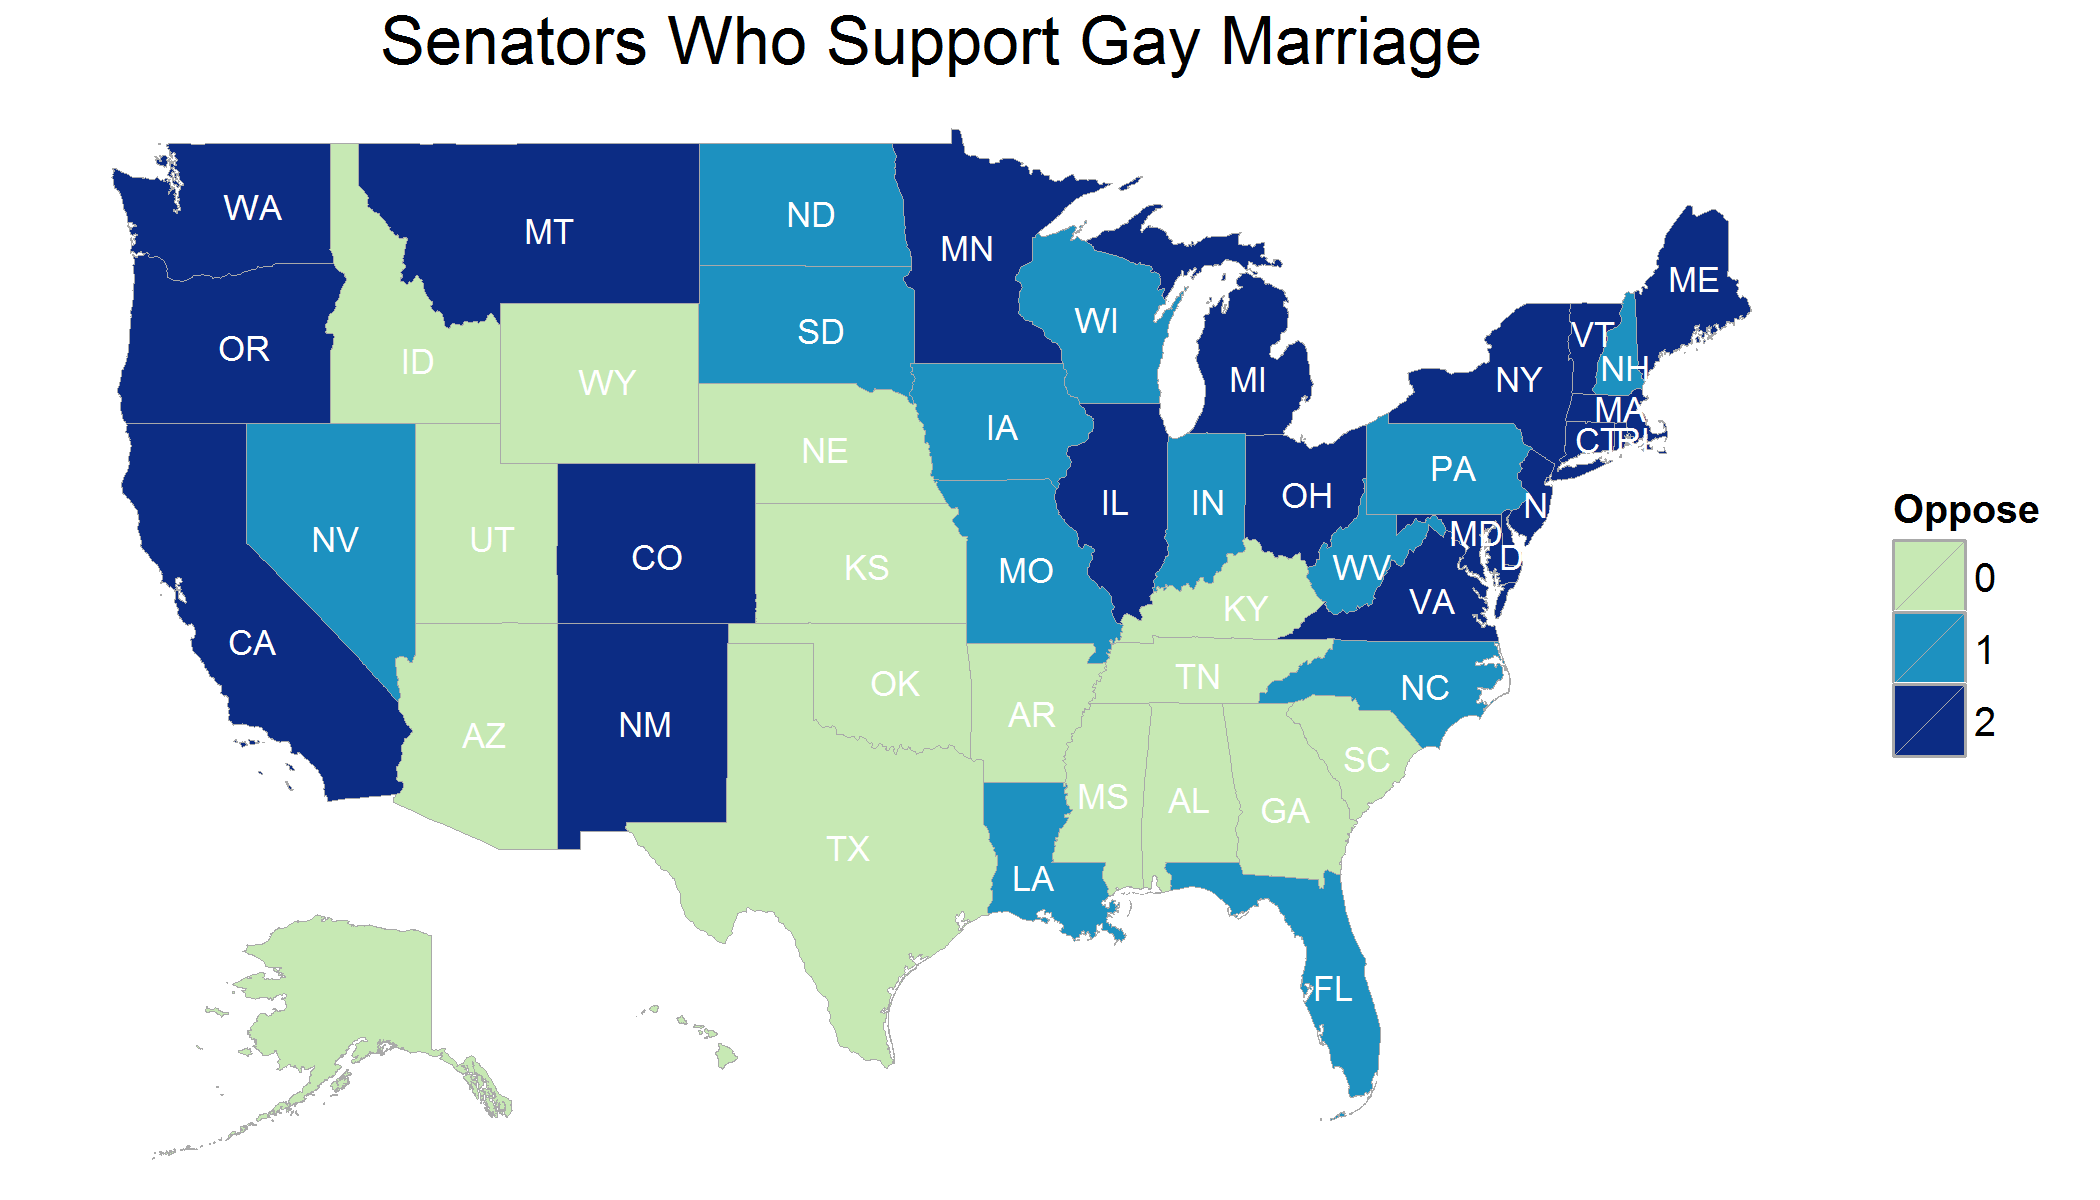 Senators Who Support Gay Marriage
WA
MT
ND
MN
ME
OR
ID
WY
SD
WI
MI
NY
VT
NH
MA
CT
RI
NV
UT
CO
NE
IA
IL
IN
OH
PA
N
MD
D
CA
KS
MO
KY
WV
VA
AZ
NM
OK
AR
TN
NC
TX
LA
MS
AL
GA
SC
FL
Oppose
0
1
2